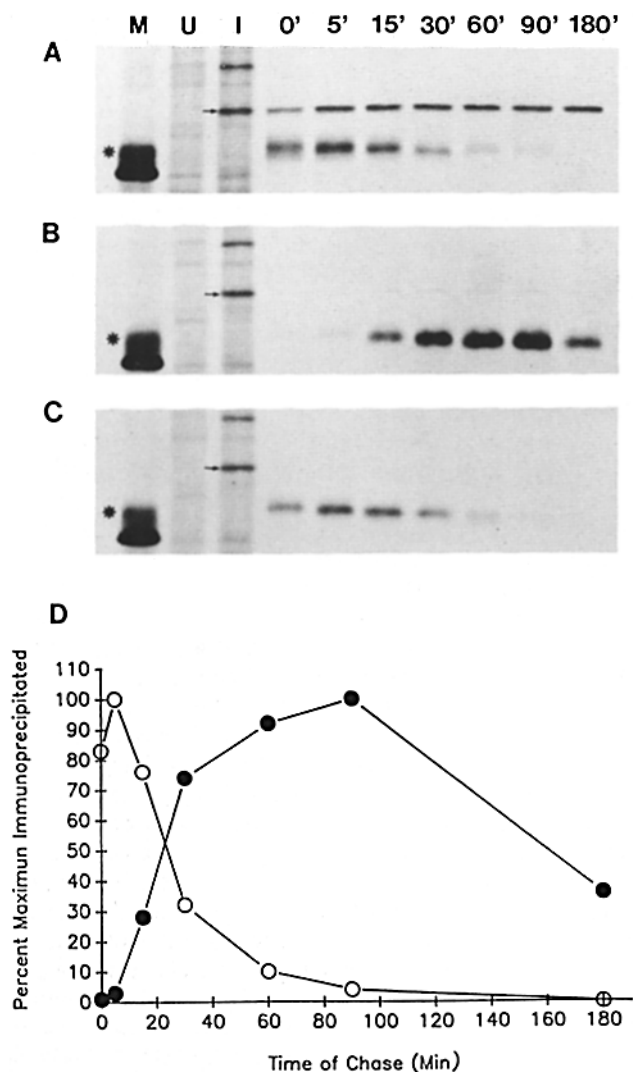 M U I 0' 5' 15' 30' 60' 90' 180'
A
*
B
*
C
*
D
Percent Maximun Immunoprecipitated
110
100
90
80
70
60
50
40
30
20
10
0
0 20 40 60 80 100 120 140 160 180
Time of Chase (Min)